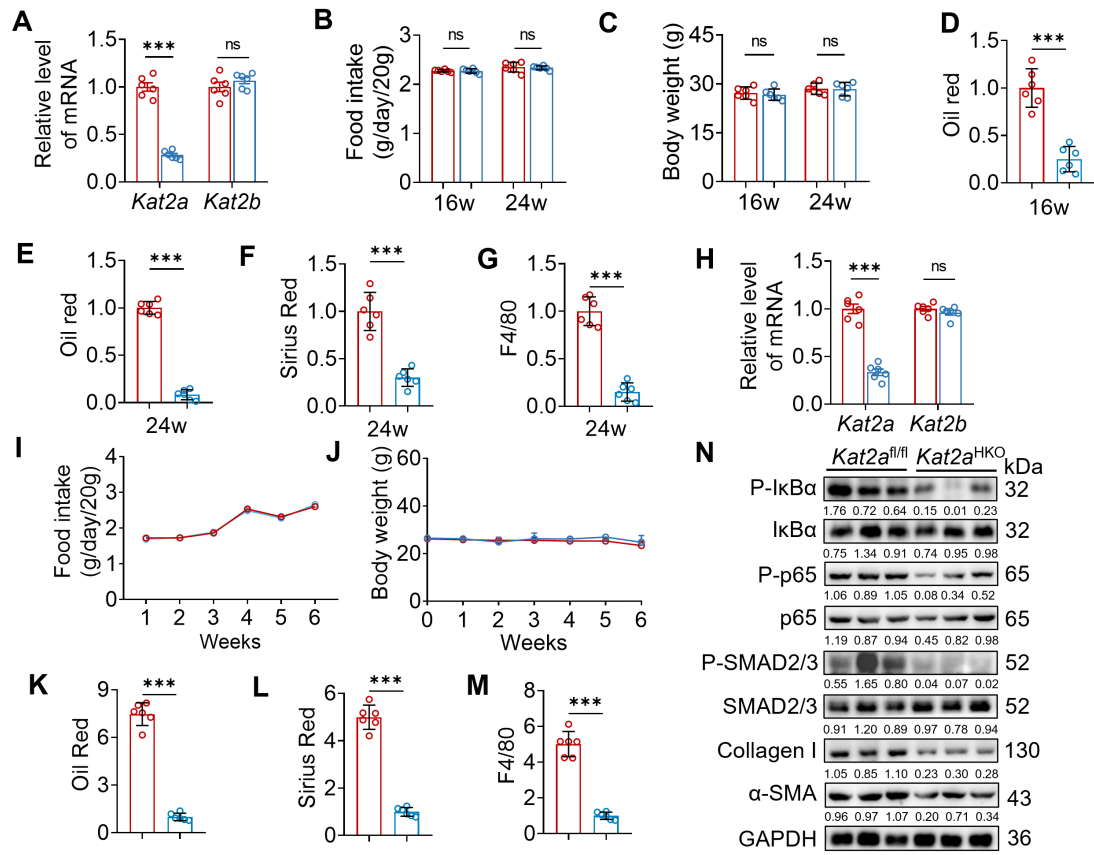 A
Relative level
of mRNA
1.5
1.0
0.5
0.0
***
ns
Kat2a
Kat2b
B
Food intake
(g/day/20g)
3
2
1
0
ns
ns
16w
24w
C
Body weight (g)
45
30
15
0
ns
ns
16w
24w
D
Oil red
1.5
1.0
0.5
0.0
***
16w
E
Oil red
1.5
1.0
0.5
0.0
***
24w
F
Sirius Red
1.5
1.0
0.5
0.0
***
24w
G
F4/80
1.5
1.0
0.5
0.0
***
24w
H
Relative level
of mRNA
1.5
1.0
0.5
0.0
***
ns
Kat2a
Kat2b
I
Food intake
(g/day/20g)
4
3
2
1
0
1 2 3 4 5 6
Weeks
J
Body weight (g)
60
40
20
0
0 1 2 3 4 5 6
Weeks
K
Oil Red
9
6
3
0
***
L
Sirius Red
6
4
2
0
***
M
F4/80
8
6
4
2
0
***
N
Kat2afl/fl Kat2aHKO kDa
P-IκBα 32
1.76 0.72 0.64 0.15 0.01 0.23
IκBα 32
0.75 1.34 0.91 0.74 0.95 0.98
P-p65 65
1.06 0.89 1.05 0.08 0.34 0.52
p65 65
1.19 0.87 0.94 0.45 0.82 0.98
P-SMAD2/3 52
0.55 1.65 0.80 0.04 0.07 0.02
SMAD2/3 52
0.91 1.20 0.89 0.97 0.78 0.94
Collagen I 130
1.05 0.85 1.10 0.23 0.30 0.28
α-SMA 43
0.96 0.97 1.07 0.20 0.71 0.34
GAPDH 36